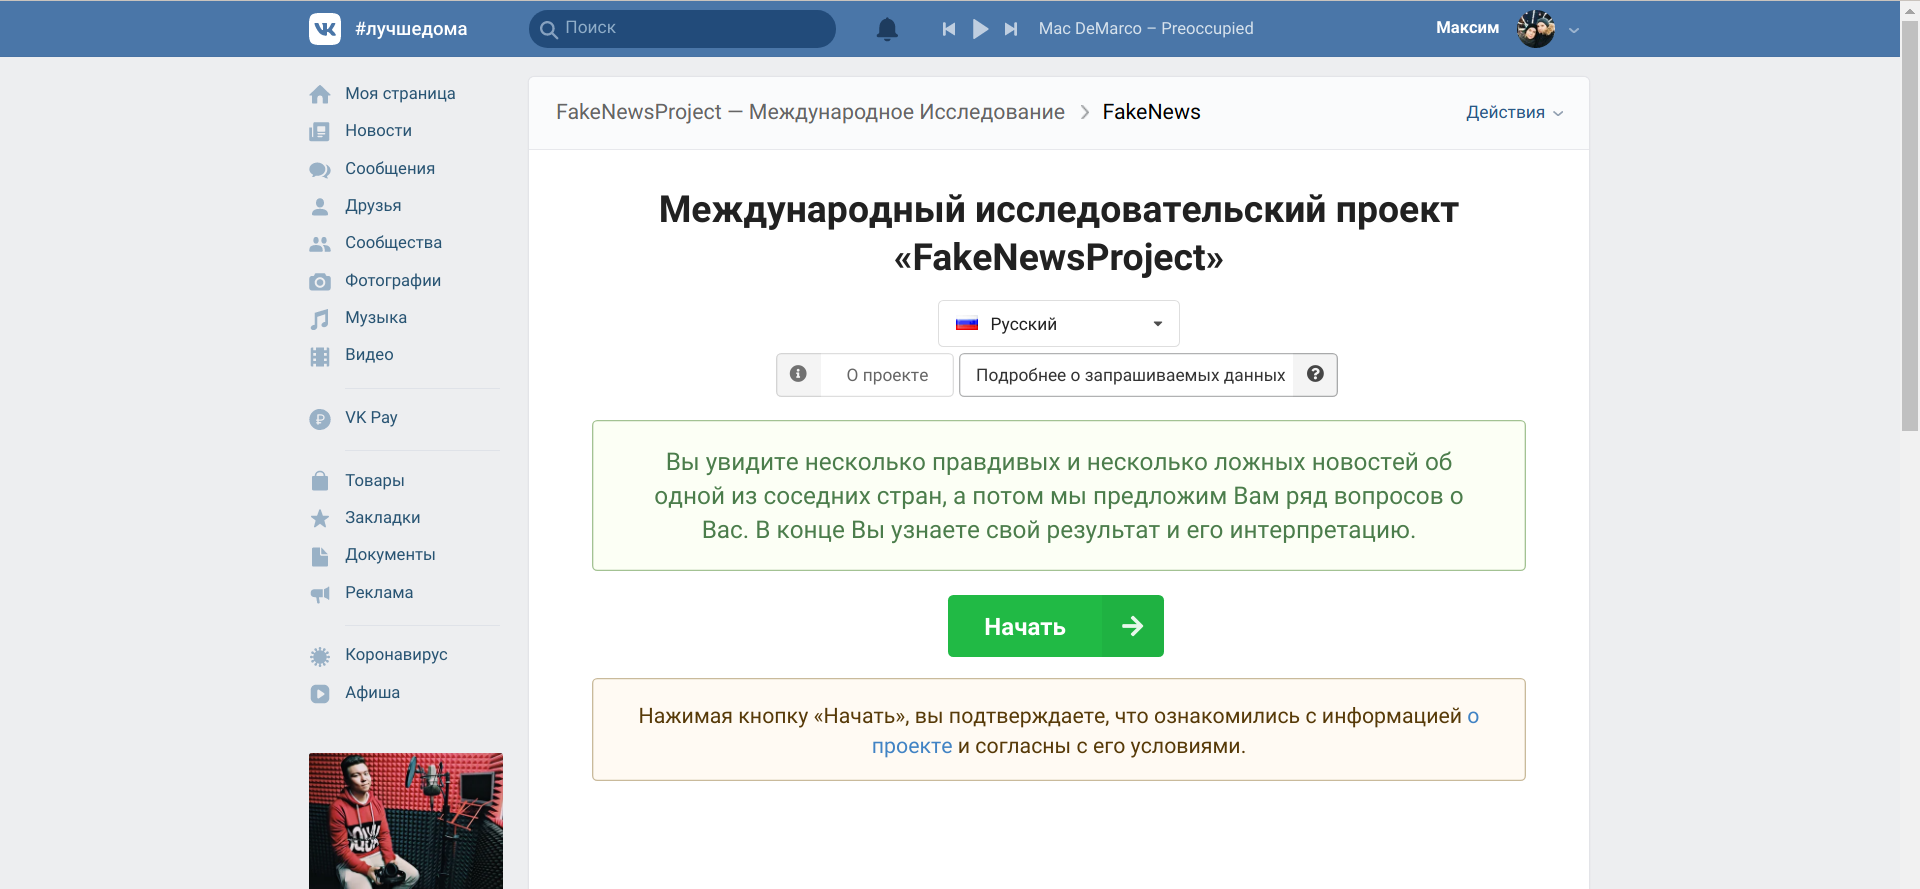 #лучшедома
Поиск
Mac DeMarco – Preoccupied
Максим
Моя страница
Новости
Сообщения
Друзья
Сообщества
Фотографии
Музыка
Видео
VK Pay
Товары
Закладки
Документы
Реклама
Коронавирус
Афиша
FakeNewsProject — Международное Исследование
FakeNews
Действия
Международный исследовательский проект
«FakeNewsProject»
Русский
О проекте
Подробнее о запрашиваемых данных
Вы увидите несколько правдивых и несколько ложных новостей об
одной из соседних стран, а потом мы предложим Вам ряд вопросов о
Вас. В конце Вы узнаете свой результат и его интерпретацию.
Начать
Нажимая кнопку «Начать», вы подтверждаете, что ознакомились с информацией о
проекте и согласны с его условиями.